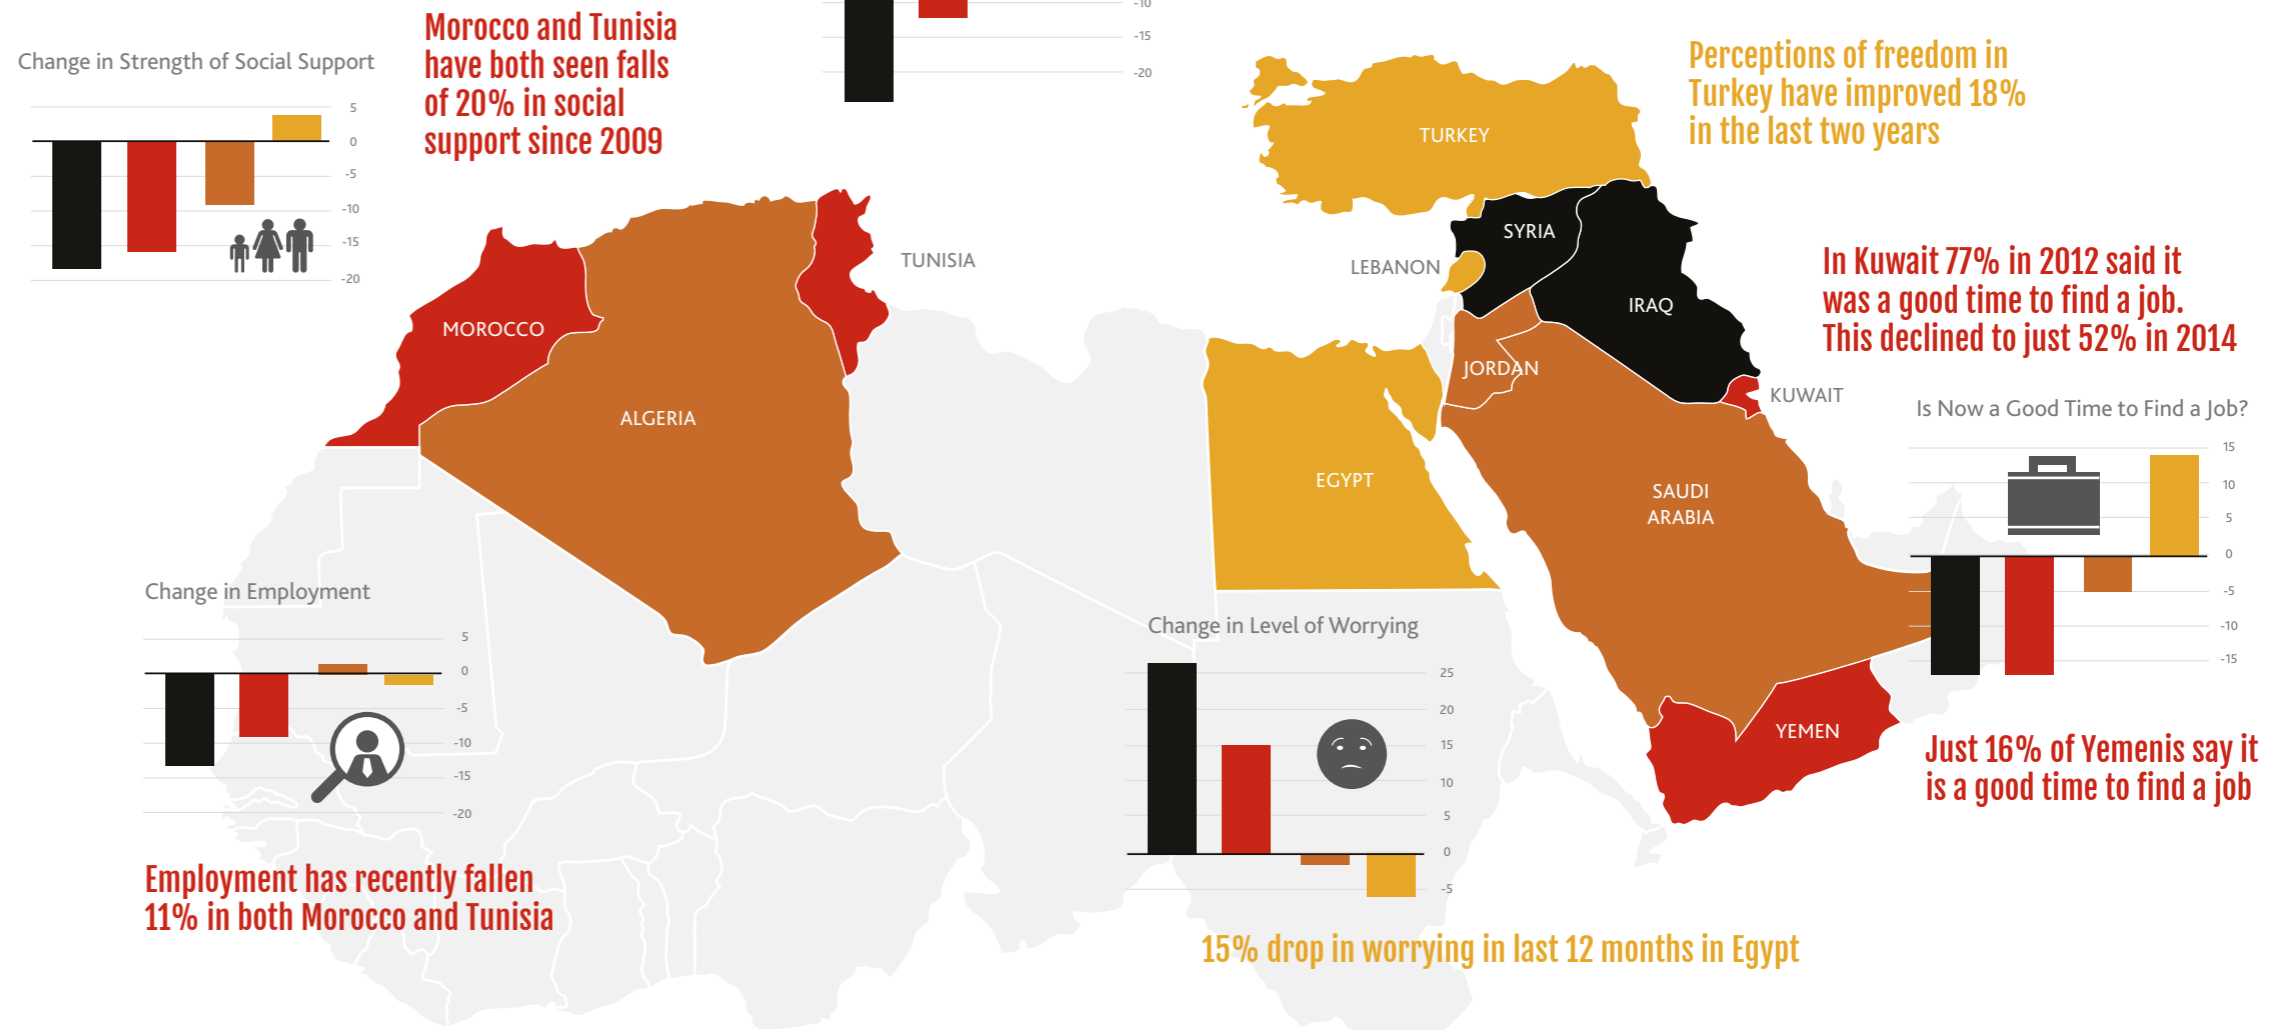 Morocco and Tunisia
have both seen falls
of 20% in social
support since 2009
-10
-15
-20
Change in Strength of Social Support
5
0
-5
-10
-15
-20
Perceptions of freedom in
Turkey have improved 18%
in the last two years
TURKEY
SYRIA
LEBANON
IRAQ
TUNISIA
MOROCCO
ALGERIA
JORDAN
KUWAIT
EGYPT
SAUDI
ARABIA
YEMEN
In Kuwait 77% in 2012 said it
was a good time to find a job.
This declined to just 52% in 2014
Is Now a Good Time to Find a Job?
15
10
5
0
-5
-10
-15
Just 16% of Yemenis say it
is a good time to find a job
Change in Employment
5
0
-5
-10
-15
-20
Employment has recently fallen
11% in both Morocco and Tunisia
Change in Level of Worrying
25
20
15
10
5
0
-5
15% drop in worrying in last 12 months in Egypt